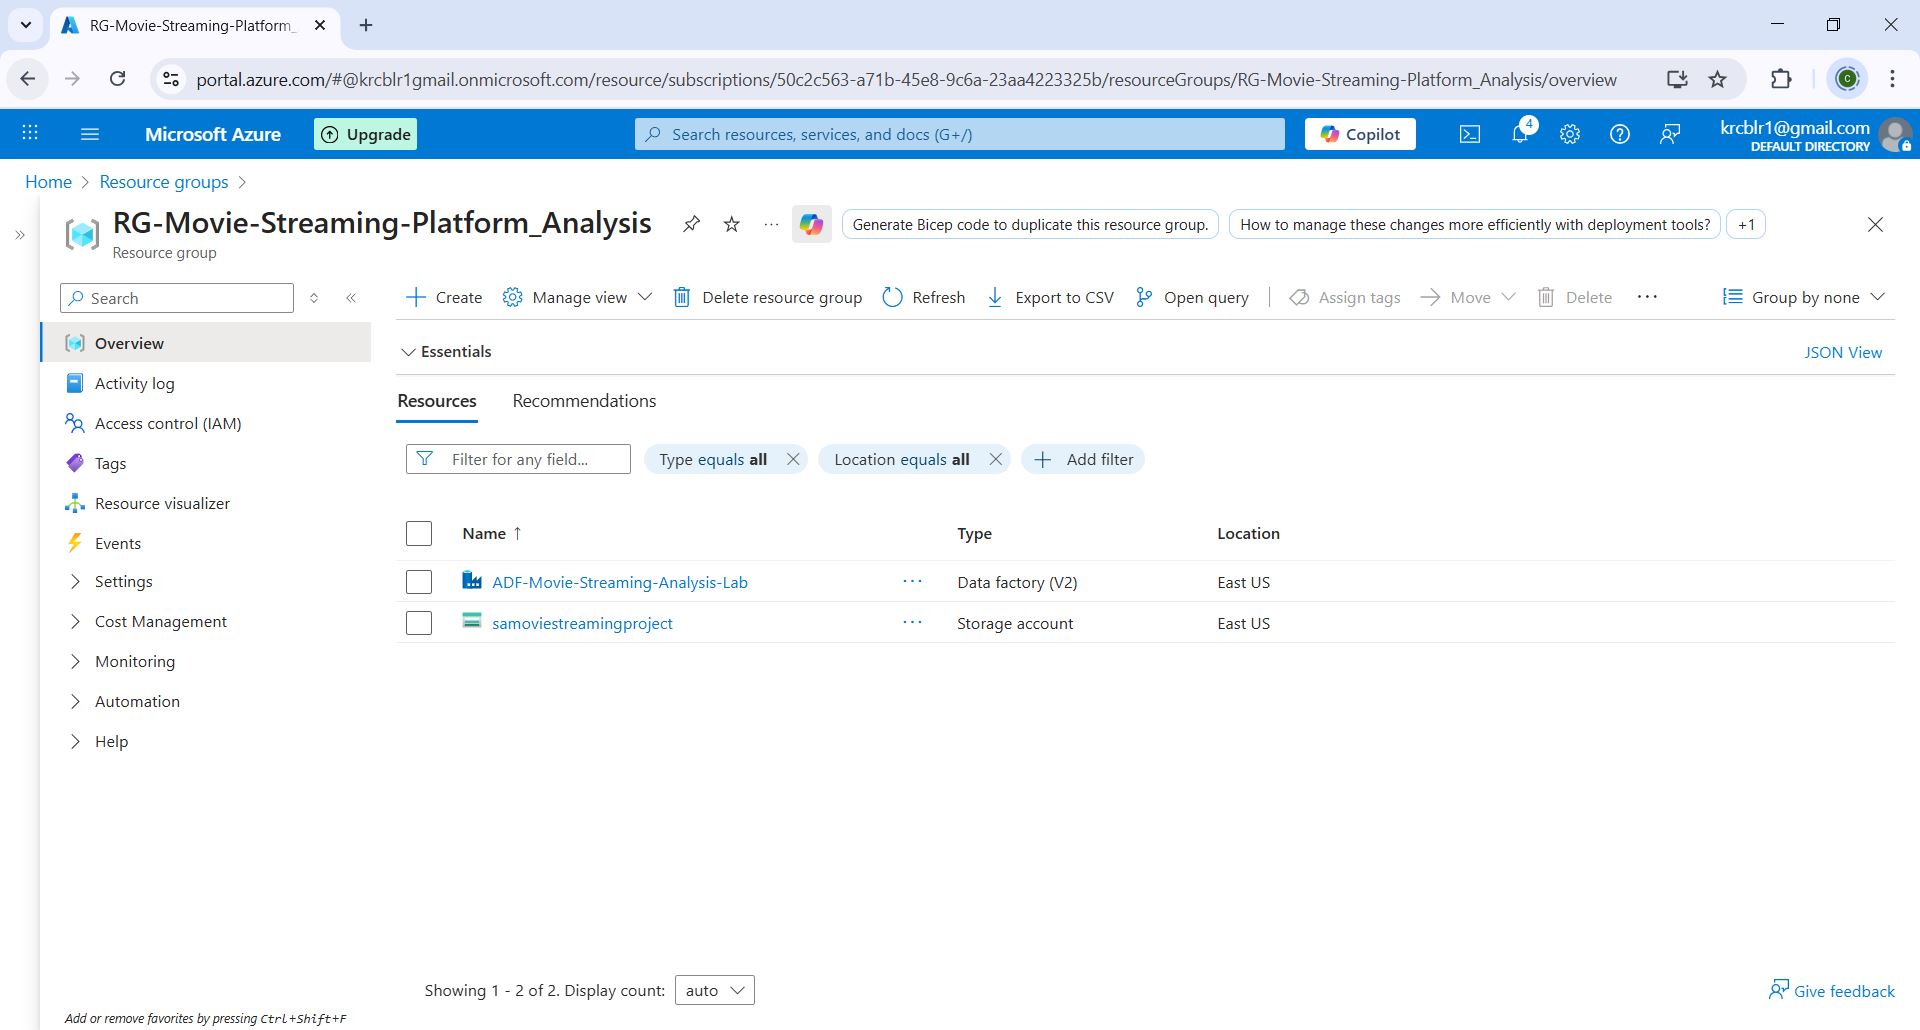 RG-Movie-Streaming-Platform_
portal.azure.com/#@krcblr1gmail.onmicrosoft.com/resource/subscriptions/50c2c563-a71b-45e8-9c6a-23aa4223325b/resourceGroups/RG-Movie-Streaming-Platform_Analysis/overview
C
Microsoft Azure
Upgrade
Search resources, services, and docs (G+/)
Copilot
4
krcblr1@gmail.com
DEFAULT DIRECTORY
Home > Resource groups >
RG-Movie-Streaming-Platform_Analysis
Generate Bicep code to duplicate this resource group.
How to manage these changes more efficiently with deployment tools?
+1
Resource group
Search
Create Manage view Delete resource group Refresh Export to CSV Open query Assign tags Move Delete ... Group by none
Overview
Activity log
Access control (IAM)
Tags
Resource visualizer
Events
Settings
Cost Management
Monitoring
Automation
Help
Add or remove favorites by pressing Ctrl+Shift+F
Essentials
JSON View
Resources Recommendations
Filter for any field...
Type equals all
Location equals all
Add filter
Name ↑ Type Location
ADF-Movie-Streaming-Analysis-Lab ... Data factory (V2) East US
samoviestreamingproject ... Storage account East US
Showing 1 - 2 of 2. Display count: auto
Give feedback